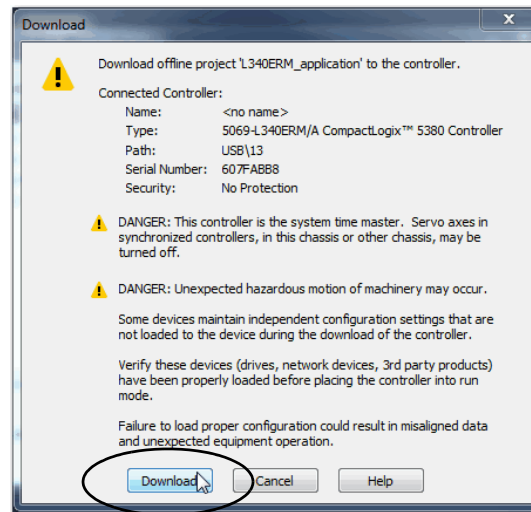 Download
x
Download offline project 'L340ERM_application' to the controller.
Connected Controller:
Name: <no name>
Type: 5069-L340ERM/A CompactLogix™ 5380 Controller
Path: USB\13
Serial Number: 607FABB8
Security: No Protection
DANGER: This controller is the system time master. Servo axes in
synchronized controllers, in this chassis or other chassis, may be
turned off.
DANGER: Unexpected hazardous motion of machinery may occur.
Some devices maintain independent configuration settings that are
not loaded to the device during the download of the controller.
Verify these devices (drives, network devices, 3rd party products)
have been properly loaded before placing the controller into run
mode.
Failure to load proper configuration could result in misaligned data
and unexpected equipment operation.
Download Cancel Help